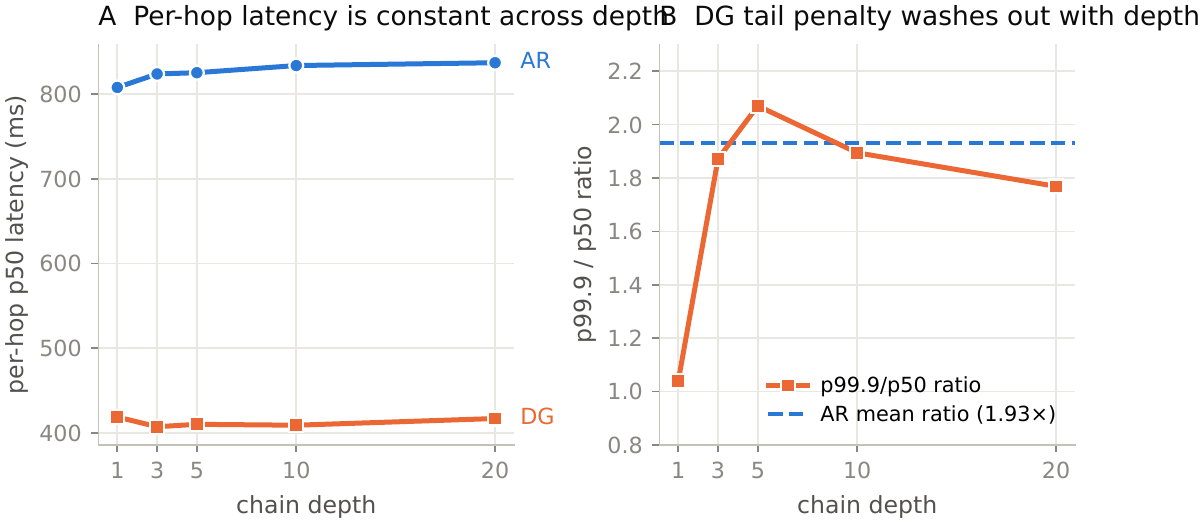 A Per-hop latency is constant across depth
per-hop p50 latency (ms)
800
700
600
500
400
AR
DG
1 3 5 10 20
chain depth
B DG tail penalty washes out with depth
p99.9 / p50 ratio
2.2
2.0
1.8
1.6
1.4
1.2
1.0
0.8
p99.9/p50 ratio
AR mean ratio (1.93×)
1 3 5 10 20
chain depth